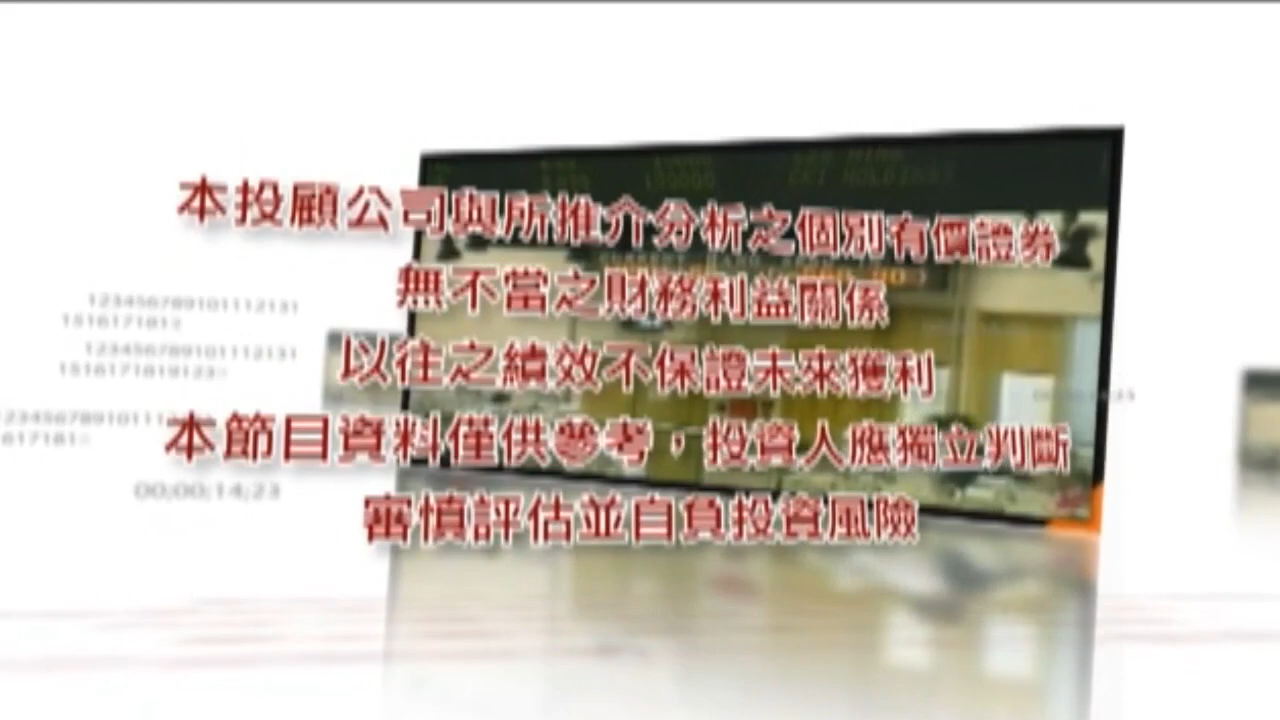 本投顧公司與所推介分析之個別有價證券
無不當之財務利益關係
以往之績效不保證未來獲利
本節目資料僅供參考，投資人應獨立判斷
審慎評估並自負投資風險
123456789101112131
123456789101112131
00;00;14;23